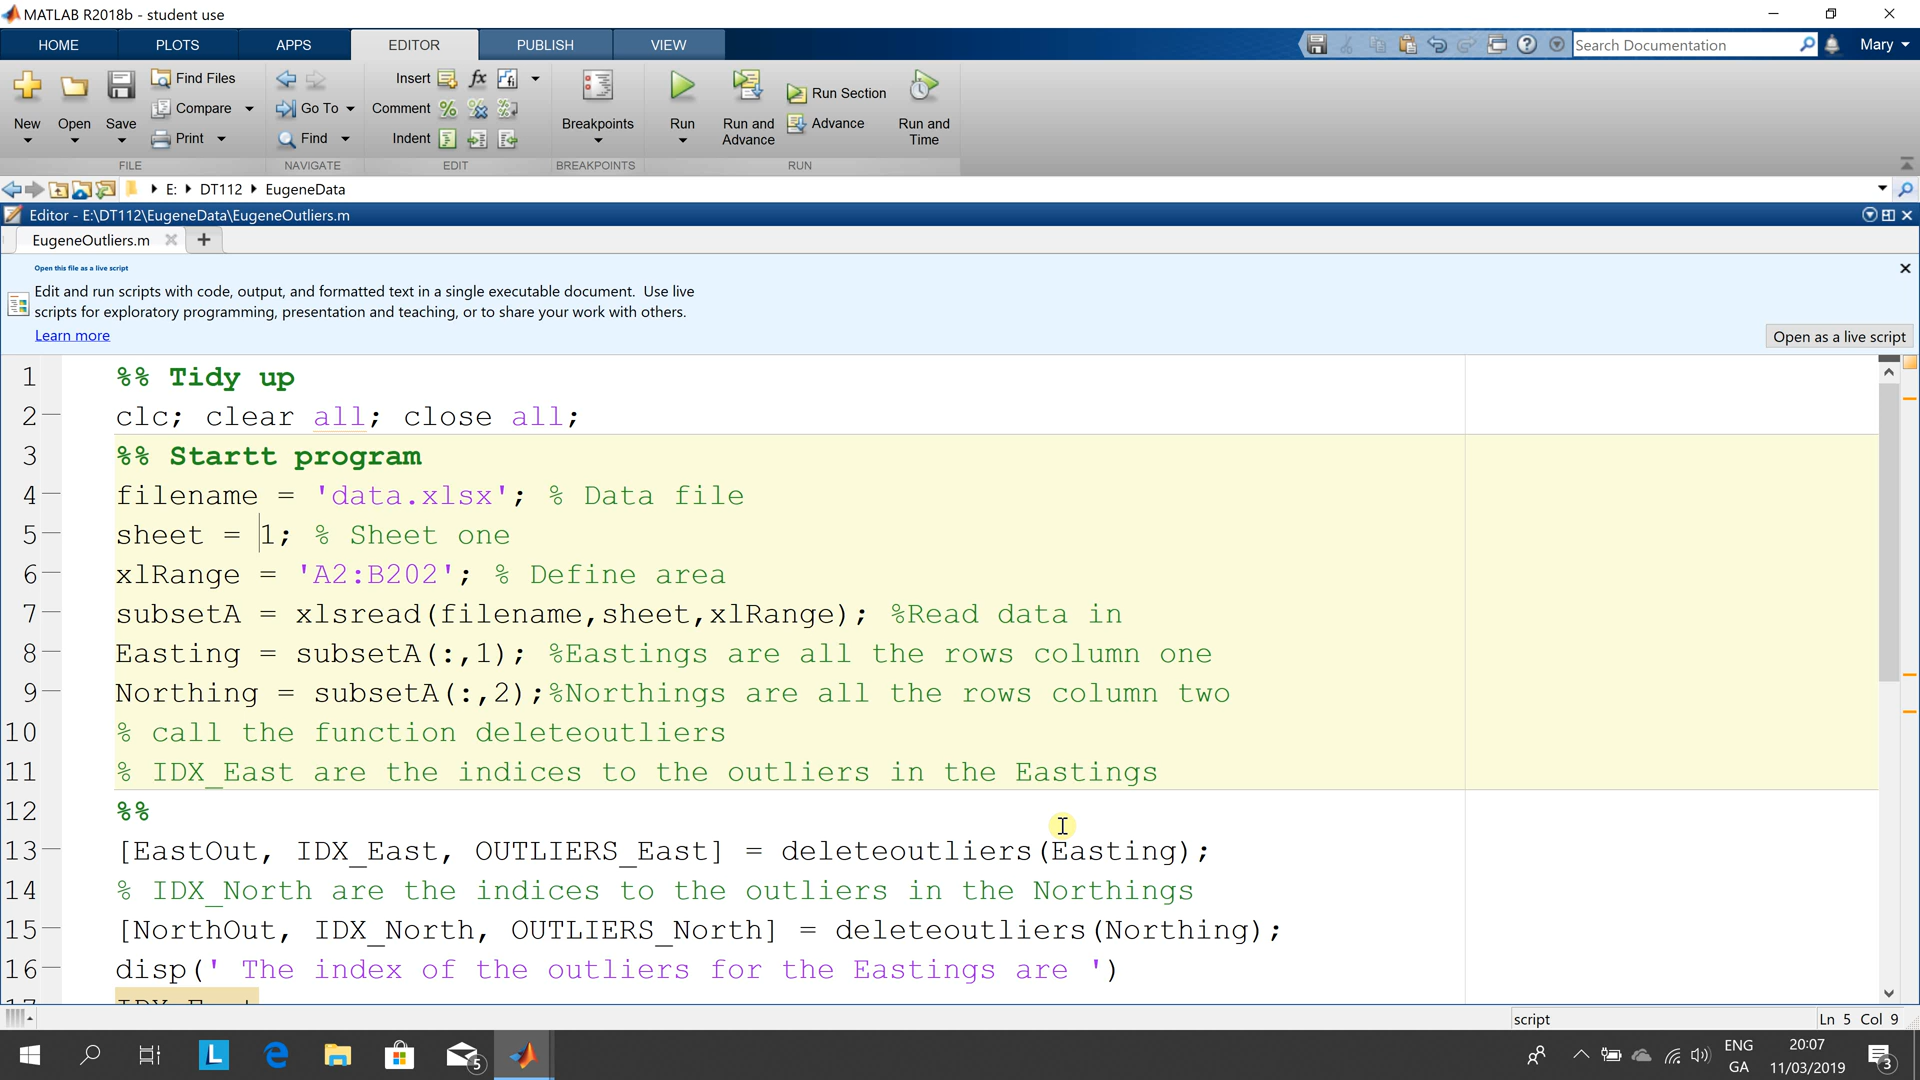 MATLAB R2018b - student use
HOME PLOTS APPS EDITOR PUBLISH VIEW Search Documentation Mary
New Open Save Find Files Compare Print FILE
Go To Find NAVIGATE
Insert fx Comment Indent EDIT
Breakpoints BREAKPOINTS
Run Run and Advance Run Section Advance Run and Time RUN
E: DT112 EugeneData
Editor - E:\DT112\EugeneData\EugeneOutliers.m
EugeneOutliers.m
Open this file as a live script
Edit and run scripts with code, output, and formatted text in a single executable document. Use live
scripts for exploratory programming, presentation and teaching, or to share your work with others.
Learn more
Open as a live script
1 %% Tidy up
2 clc; clear all; close all;
3 %% Startt program
4 filename = 'data.xlsx'; % Data file
5 sheet = 1; % Sheet one
6 xlRange = 'A2:B202'; % Define area
7 subsetA = xlsread(filename,sheet,xlRange); %Read data in
8 Easting = subsetA(:,1); %Eastings are all the rows column one
9 Northing = subsetA(:,2);%Northings are all the rows column two
10 % call the function deleteoutliers
11 % IDX_East are the indices to the outliers in the Eastings
12 %%
13 [EastOut, IDX_East, OUTLIERS_East] = deleteoutliers(Easting);
14 % IDX_North are the indices to the outliers in the Northings
15 [NorthOut, IDX_North, OUTLIERS_North] = deleteoutliers(Northing);
16 disp(' The index of the outliers for the Eastings are ')
script Ln 5 Col 9
L 5 ENG GA 20:07 11/03/2019 3